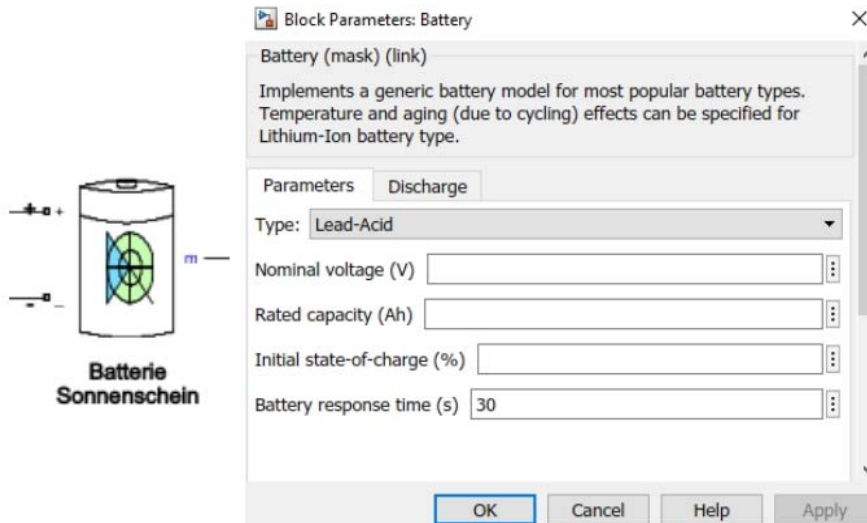 Block Parameters: Battery
Battery (mask) (link)
Implements a generic battery model for most popular battery types.
Temperature and aging (due to cycling) effects can be specified for
Lithium-Ion battery type.
Parameters Discharge
Type: Lead-Acid
Nominal voltage (V)
Rated capacity (Ah)
Initial state-of-charge (%)
Battery response time (s) 30
OK Cancel Help Apply
+ +
m
- -
Batterie
Sonnenschein